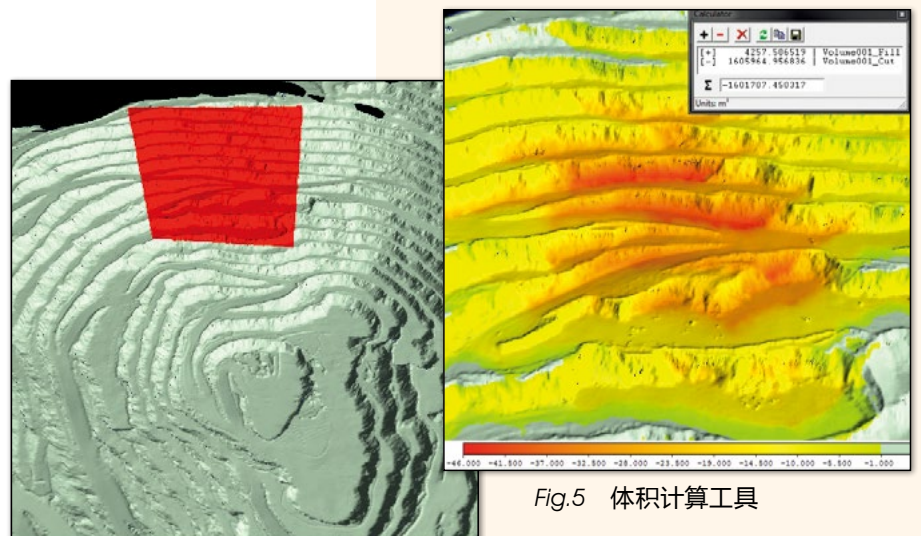 Calculator
[+] 4257.506519 | Volume001_Fill
[-] 1605964.956836 | Volume001_Cut
Σ -1601707.450317
Units: m³
-46.000 -41.500 -37.000 -32.500 -28.000 -23.500 -19.000 -14.500 -10.000 -5.500 -1.000
Fig.5 体积计算工具